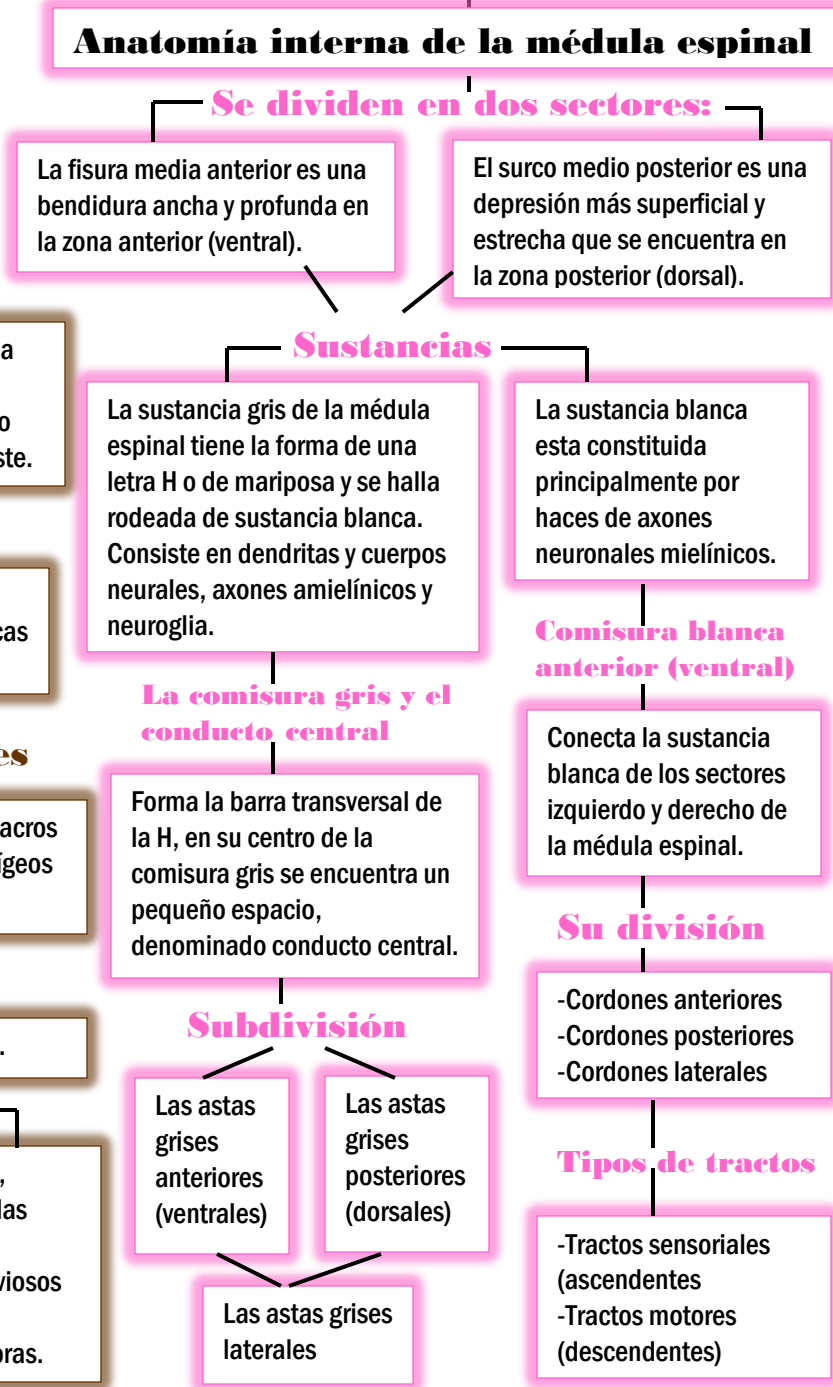 Anatomía interna de la médula espinal
Se dividen en dos sectores:
La fisura media anterior es una
bendidura ancha y profunda en
la zona anterior (ventral).
El surco medio posterior es una
depresión más superficial y
estrecha que se encuentra en
la zona posterior (dorsal).
Sustancias
La sustancia gris de la médula
espinal tiene la forma de una
letra H o de mariposa y se halla
rodeada de sustancia blanca.
Consiste en dendritas y cuerpos
neurales, axones amielínicos y
neuroglia.
La sustancia blanca
esta constituida
principalmente por
haces de axones
neuronales mielínicos.
La comisura gris y el
conducto central
Forma la barra transversal de
la H, en su centro de la
comisura gris se encuentra un
pequeño espacio,
denominado conducto central.
Comisura blanca
anterior (ventral)
Conecta la sustancia
blanca de los sectores
izquierdo y derecho de
la médula espinal.
Subdivisión
Las astas
grises
anteriores
(ventrales)
Las astas
grises
posteriores
(dorsales)
Las astas grises
laterales
Su división
-Cordones anteriores
-Cordones posteriores
-Cordones laterales
Tipos de tractos
-Tractos sensoriales
(ascendentes
-Tractos motores
(descendentes)
a
o
ste.
cas
es
acros
ígeos
.
,
las
viosos
oras.